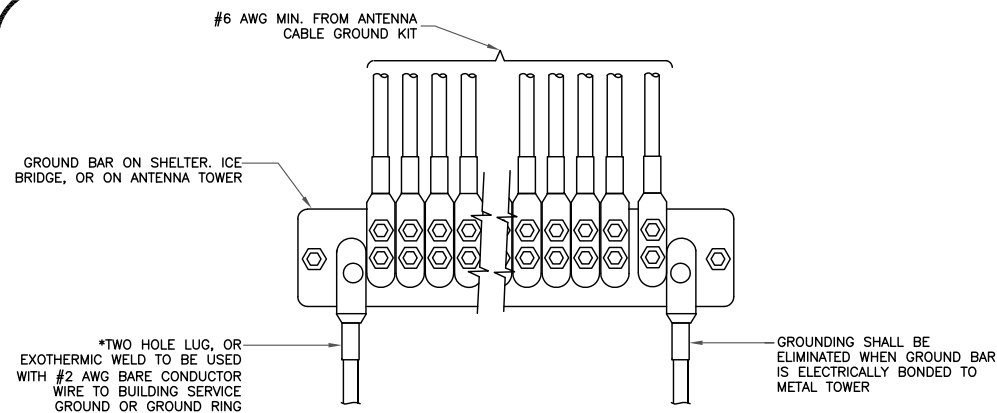 #6 AWG MIN. FROM ANTENNA
CABLE GROUND KIT
GROUND BAR ON SHELTER. ICE
BRIDGE, OR ON ANTENNA TOWER
*TWO HOLE LUG, OR
EXOTHERMIC WELD TO BE USED
WITH #2 AWG BARE CONDUCTOR
WIRE TO BUILDING SERVICE
GROUND OR GROUND RING
GROUNDING SHALL BE
ELIMINATED WHEN GROUND BAR
IS ELECTRICALLY BONDED TO
METAL TOWER